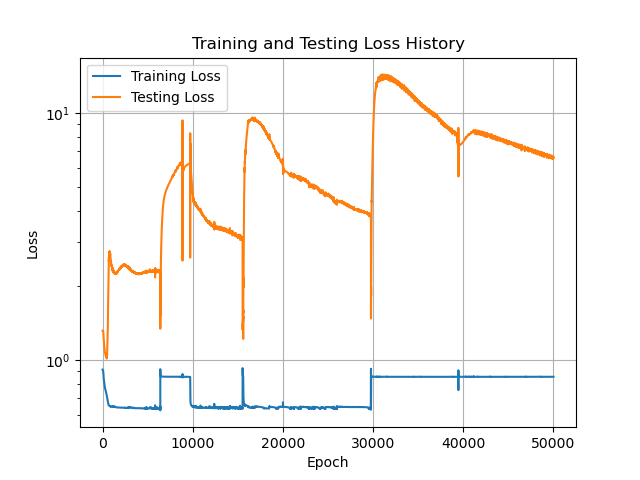 Training and Testing Loss History
Training Loss
Testing Loss
10¹
10⁰
Loss
0 10000 20000 30000 40000 50000
Epoch